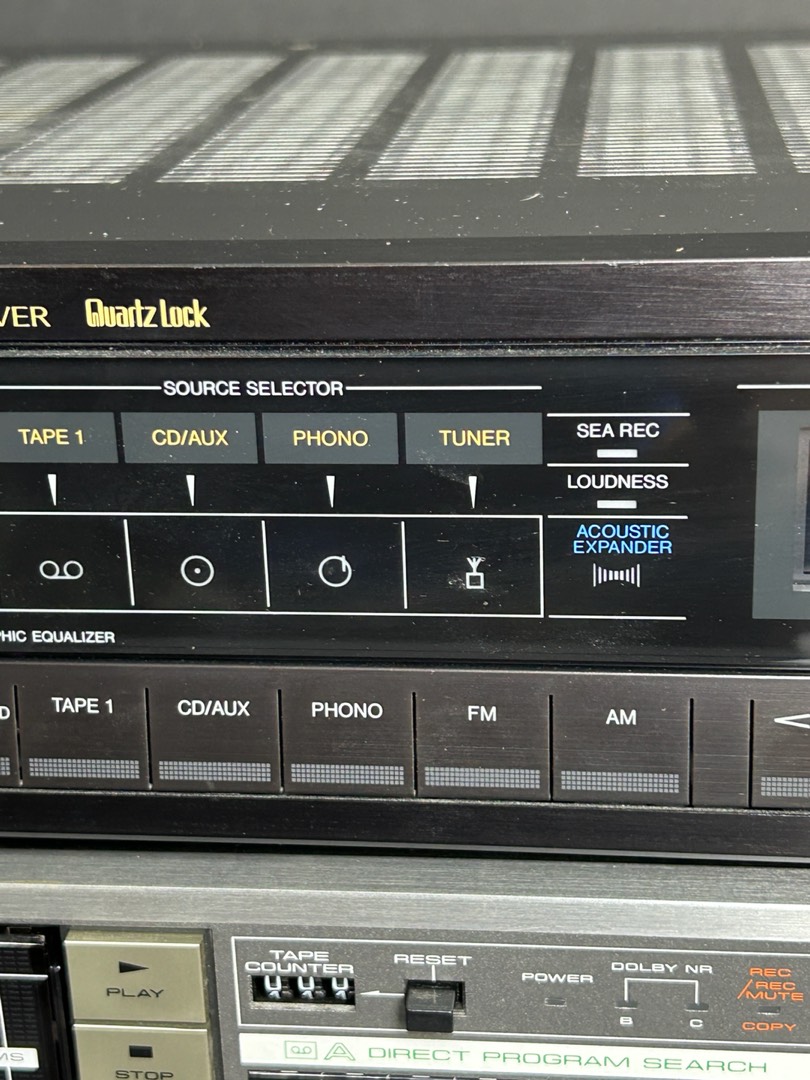 VER Quartz Lock
SOURCE SELECTOR
TAPE 1 CD/AUX PHONO TUNER
SEA REC
LOUDNESS
ACOUSTIC
EXPANDER
HIC EQUALIZER
D TAPE 1 CD/AUX PHONO FM AM
TAPE
COUNTER
RESET
POWER
DOLBY NR
B C
REC
/REC
MUTE
COPY
PLAY
STOP
MS
A DIRECT PROGRAM SEARCH